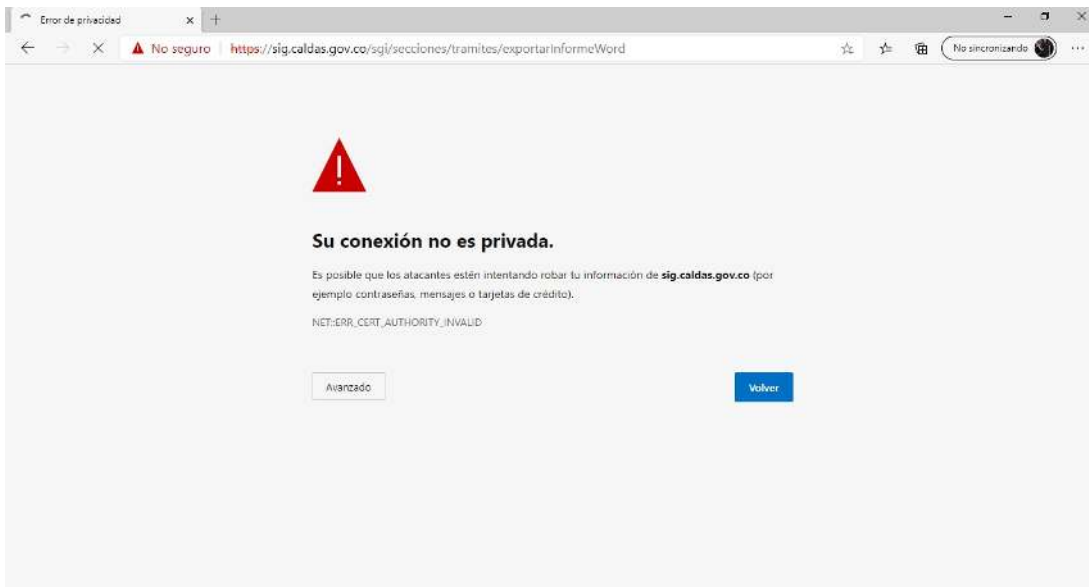 Error de privacidad
No seguro https://sig.caldas.gov.co/sgi/secciones/tramites/exportarInformeWord
No sincronizando
Su conexión no es privada.
Es posible que los atacantes estén intentando robar tu información de sig.caldas.gov.co (por
ejemplo contraseñas, mensajes o tarjetas de crédito).
NET::ERR_CERT_AUTHORITY_INVALID
Avanzado
Volver